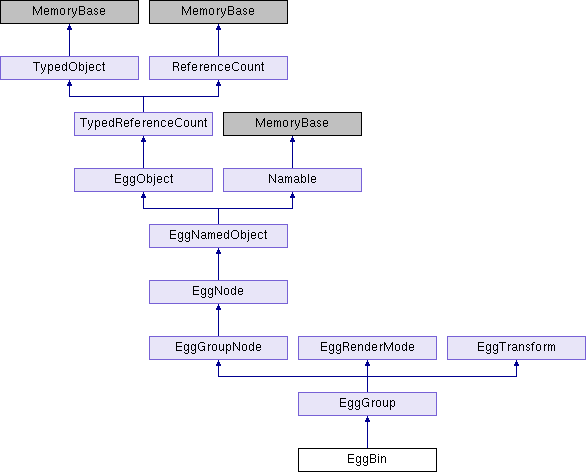 MemoryBase MemoryBase
TypedObject ReferenceCount
TypedReferenceCount MemoryBase
EggObject Namable
EggNamedObject
EggNode
EggGroupNode EggRenderMode EggTransform
EggGroup
EggBin